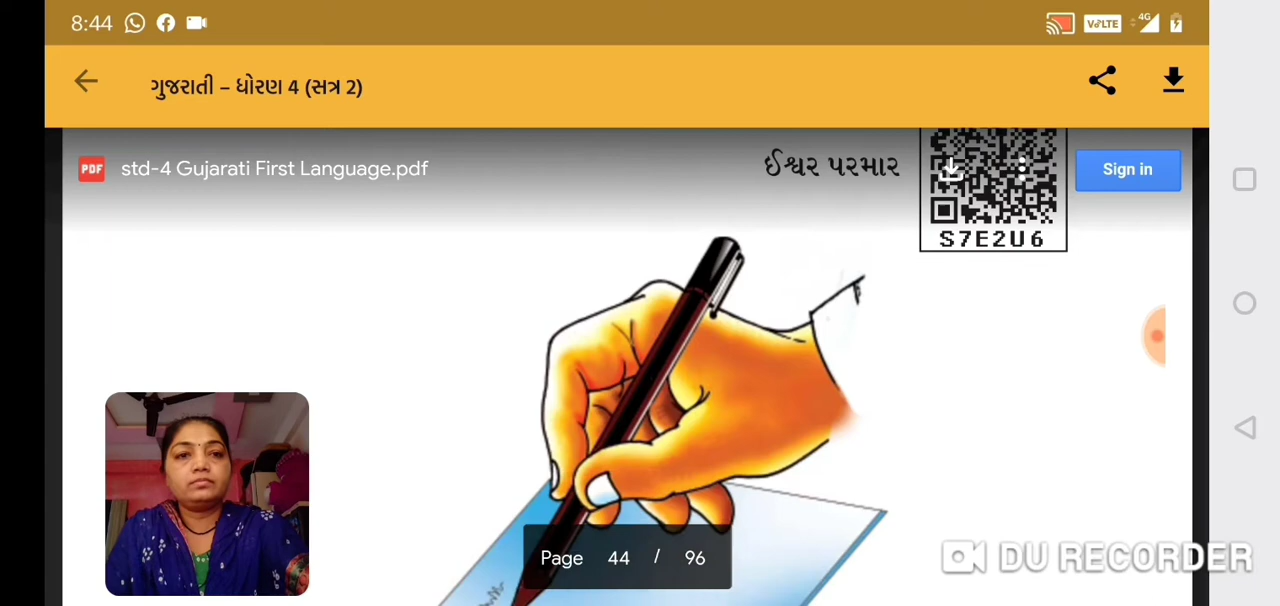 8:44
VoLTE 4G
ગુજરાતી – ધોરણ 4 (સત્ર 2)
PDF std-4 Gujarati First Language.pdf
ઈશ્વર પરમાર
Sign in
S7E2U6
Page 44 / 96
DU RECORDER